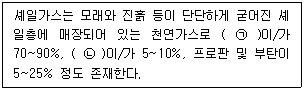 셰일가스는 모래와 진흙 등이 단단하게 굳어진 셰
일층에 매장되어 있는 천연가스로 ( ㉠ )이/가
70~90%, ( ㉡ )이/가 5~10%, 프로판 및 부탄이
5~25% 정도 존재한다.